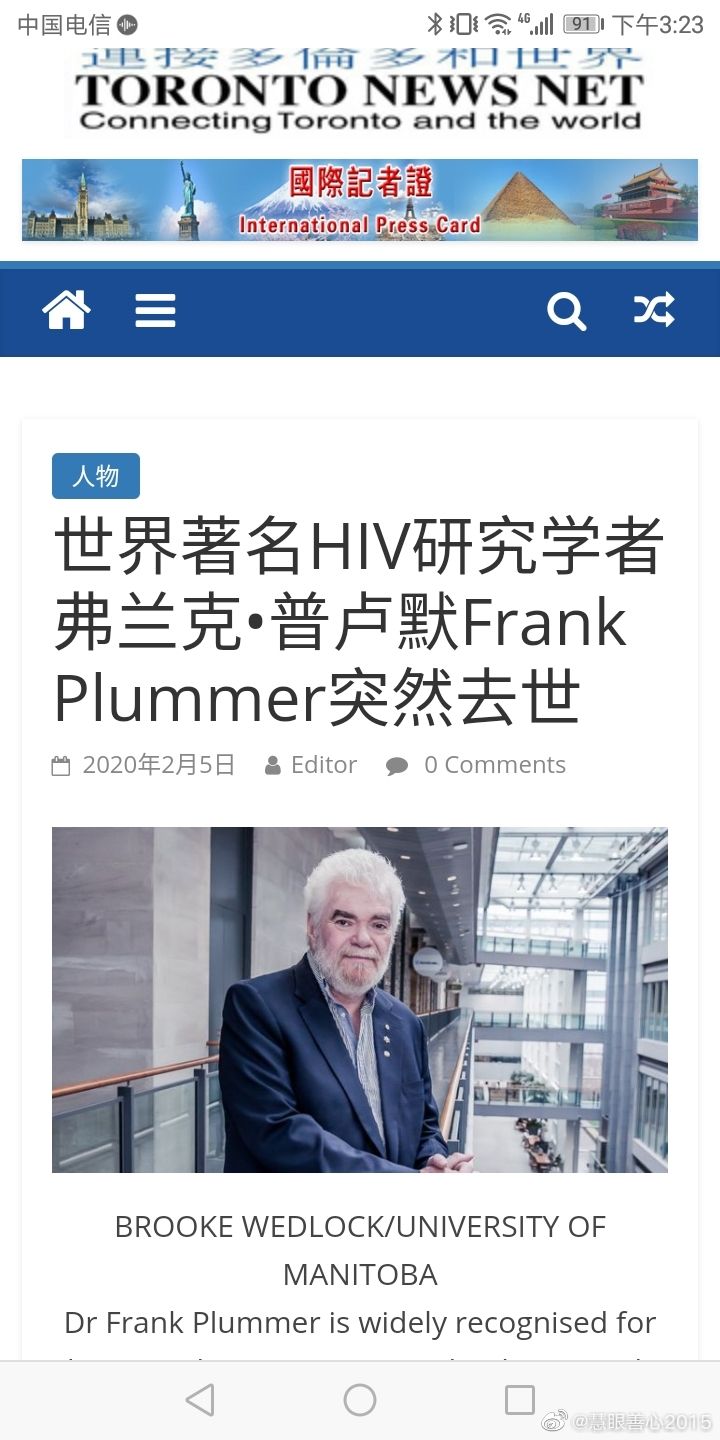 中国电信
4G
91
下午3:23
連接多倫多和世界
TORONTO NEWS NET
Connecting Toronto and the world
國際記者證
International Press Card
人物
世界著名HIV研究学者
弗兰克•普卢默Frank
Plummer突然去世
2020年2月5日 Editor 0 Comments
BROOKE WEDLOCK/UNIVERSITY OF
MANITOBA
Dr Frank Plummer is widely recognised for
@慧眼善心2015